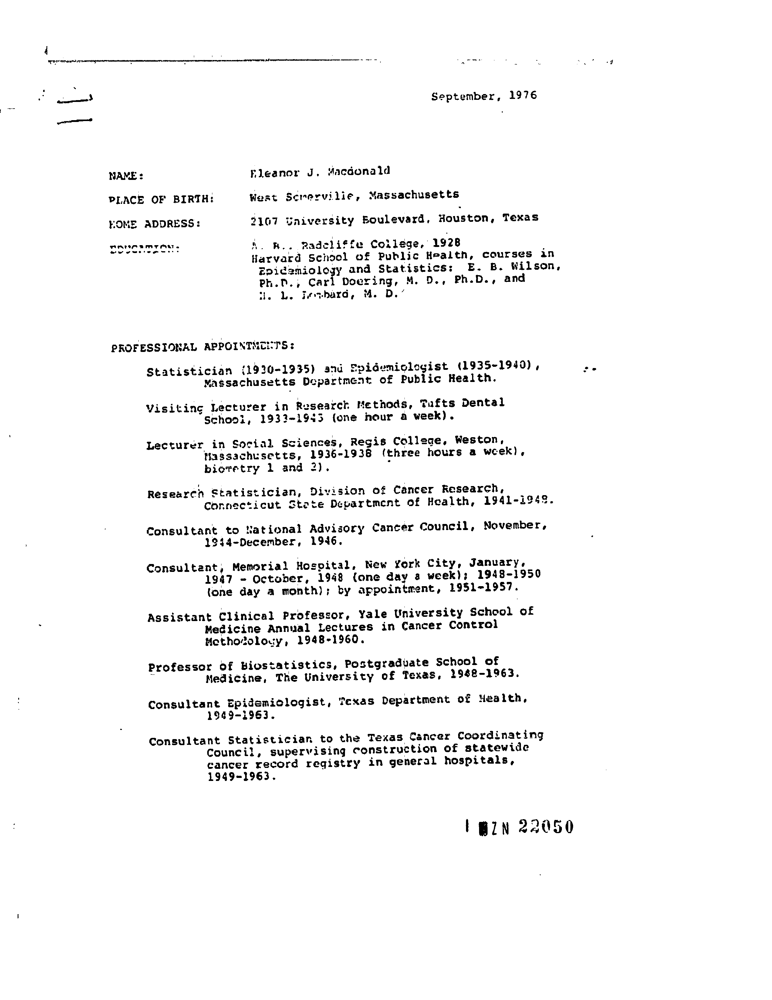 September, 1976
NAME: Eleanor J. Macdonald
PLACE OF BIRTH: West Somerville, Massachusetts
HOME ADDRESS: 2107 University Boulevard, Houston, Texas
EDUCATION: A. B., Radcliffe College, 1928
Harvard School of Public Health, courses in
Epidemiology and Statistics: E. B. Wilson,
Ph.D., Carl Doering, M. D., Ph.D., and
H. L. Lombard, M. D.
PROFESSIONAL APPOINTMENTS:
Statistician (1930-1935) and Epidemiologist (1935-1940),
Massachusetts Department of Public Health.
Visiting Lecturer in Research Methods, Tufts Dental
School, (one hour a week).
Lecturer in Social Sciences, Regis College, Weston,
Massachusetts, 1936-1938 (three hours a week),
biometry 1 and 2).
Research Statistician, Division of Cancer Research,
Connecticut State Department of Health, 1941-1948.
Consultant to National Advisory Cancer Council, November,
1944-December, 1946.
Consultant, Memorial Hospital, New York City, January,
1947 - October, 1948 (one day a week); 1948-1950
(one day a month); by appointment, 1951-1957.
Assistant Clinical Professor, Yale University School of
Medicine Annual Lectures in Cancer Control
Methodology, 1948-1960.
Professor of Biostatistics, Postgraduate School of
Medicine, The University of Texas, 1948-1963.
Consultant Epidemiologist, Texas Department of Health,
1949-1963.
Consultant Statistician to the Texas Cancer Coordinating
Council, supervising construction of statewide
cancer record registry in general hospitals,
1949-1963.
ZN 22050